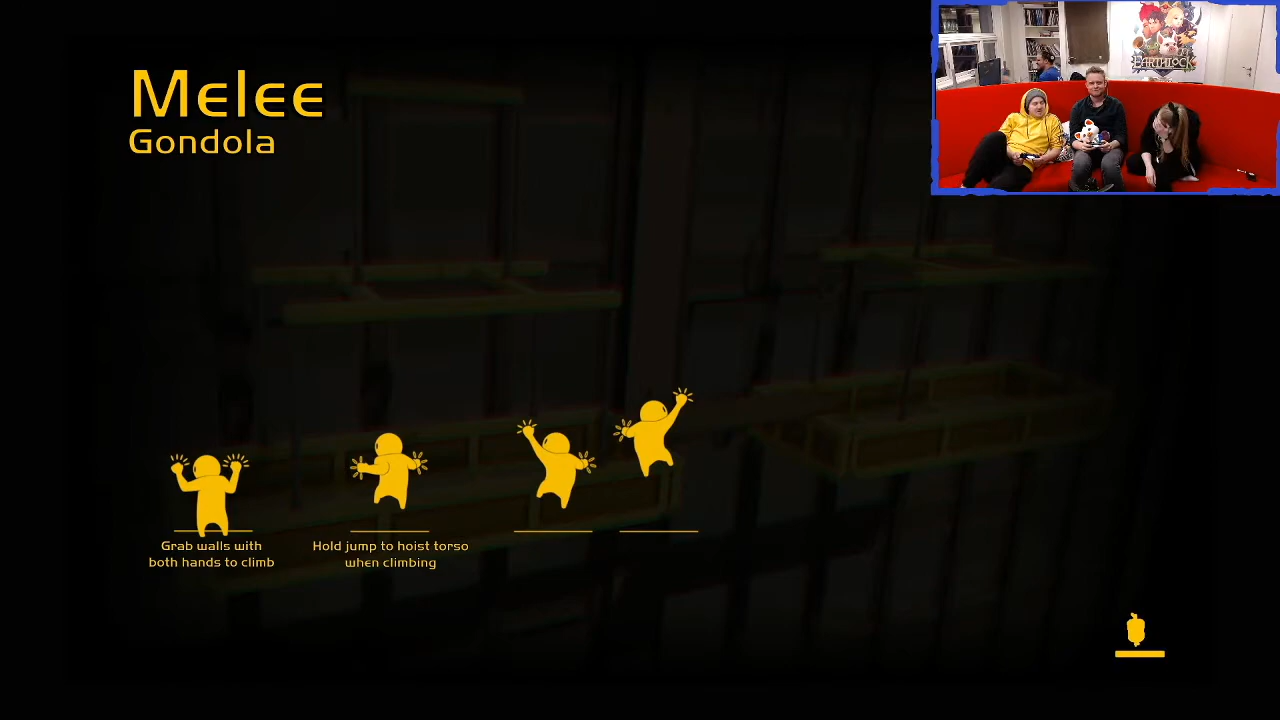 Melee
Gondola
EARTHLOCK
Grab walls with
both hands to climb
Hold jump to hoist torso
when climbing